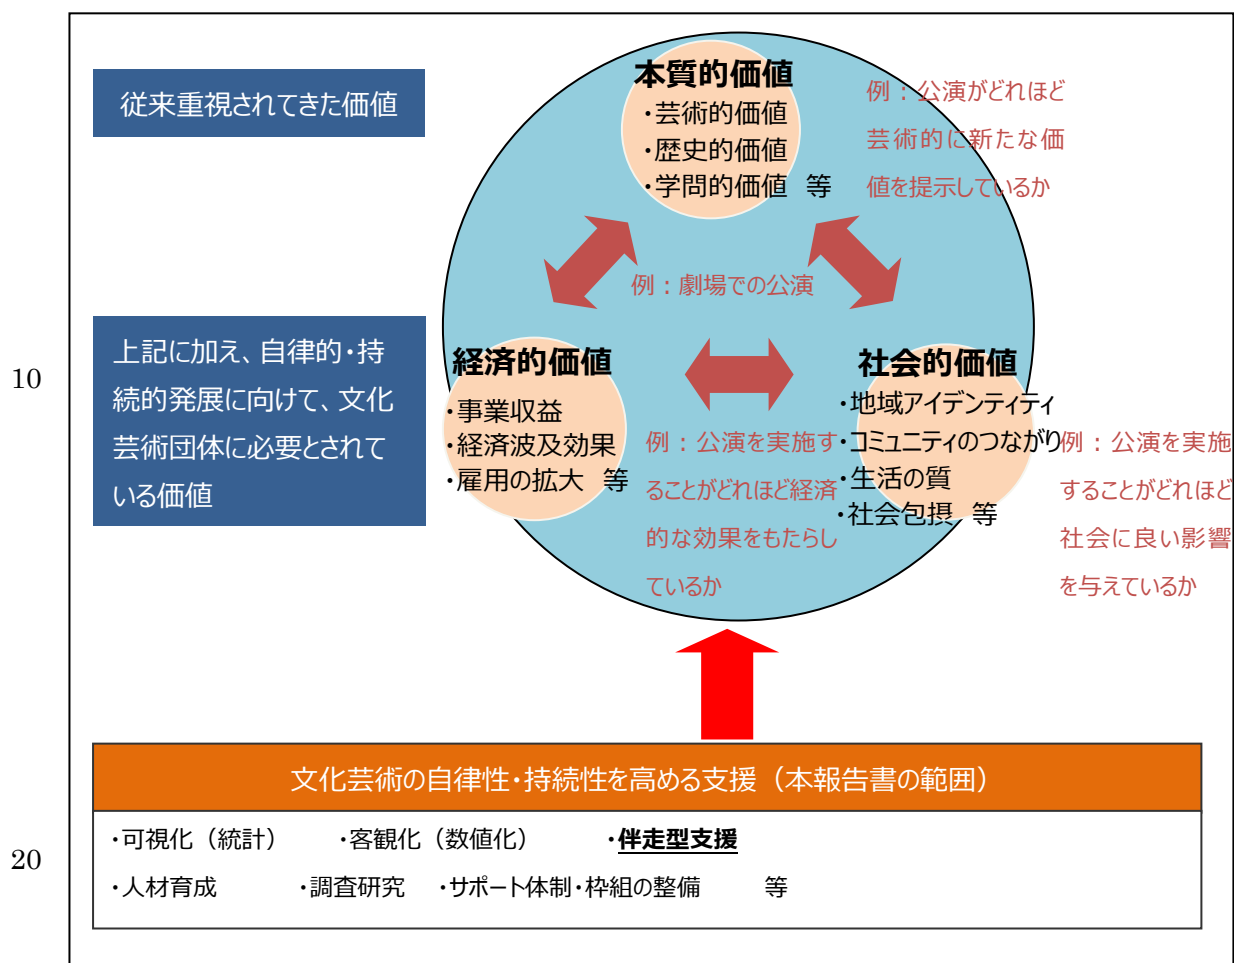 従来重視されてきた価値
本質的価値
・芸術的価値
・歴史的価値
・学問的価値　等
例：公演がどれほど
芸術的に新たな価
値を提示しているか
例：劇場での公演
10
上記に加え、自律的・持
続的発展に向けて、文化
芸術団体に必要とされて
いる価値
経済的価値
・事業収益
・経済波及効果
・雇用の拡大　等
例：公演を実施す
ることがどれほど経済
的な効果をもたらし
ているか
社会的価値
・地域アイデンティティ
・コミュニティのつながり
・生活の質
・社会包摂　等
例：公演を実施
することがどれほど
社会に良い影響
を与えているか
文化芸術の自律性・持続性を高める支援（本報告書の範囲）
20
・可視化（統計）　・客観化（数値化）　・伴走型支援
・人材育成　・調査研究　・サポート体制・枠組の整備　等